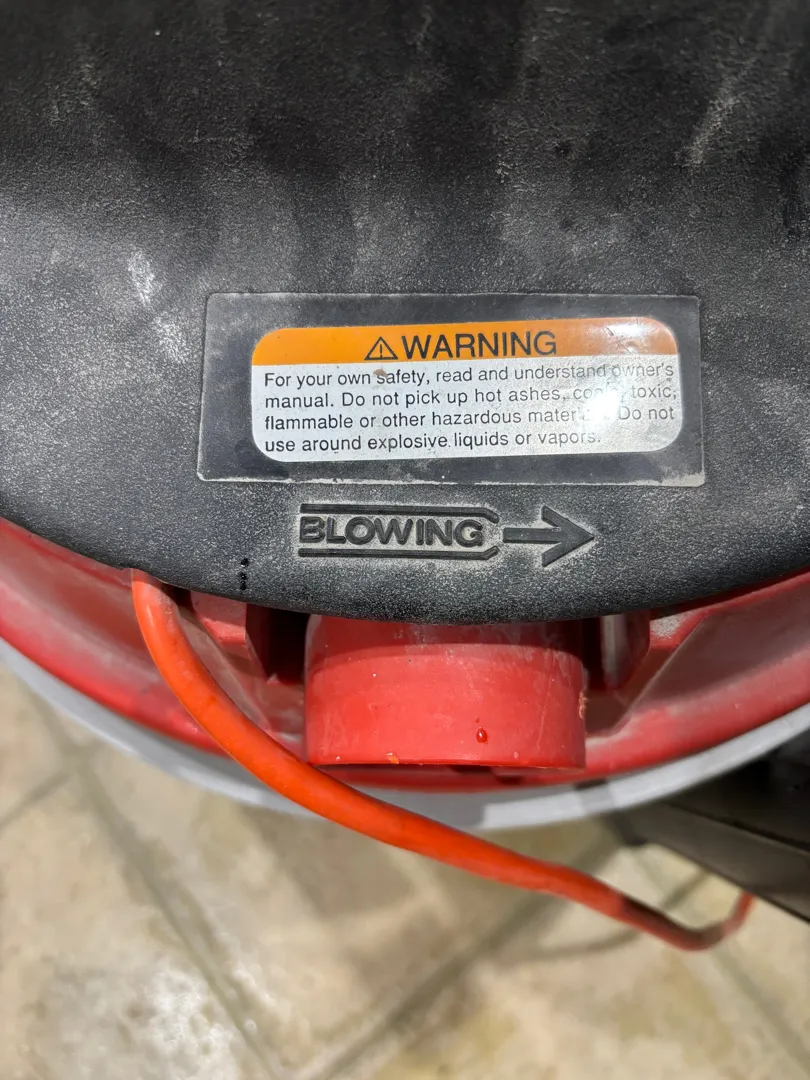 ⚠WARNING
For your own safety, read and understand owner's
manual. Do not pick up hot ashes, toxic,
flammable or other hazardous Do not
use around explosive liquids or vapors.
BLOWING